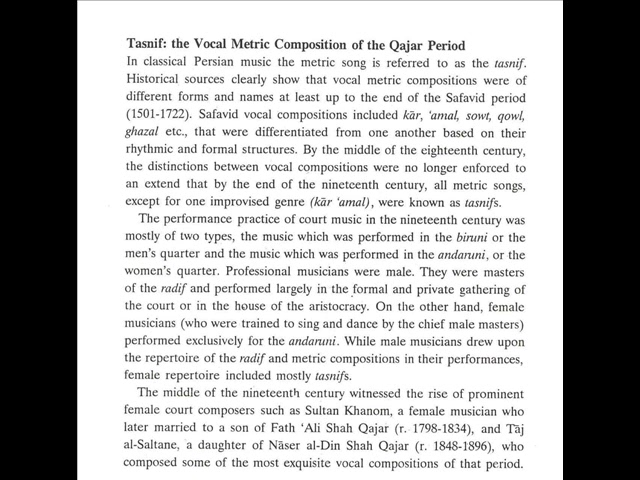 Tasnif: the Vocal Metric Composition of the Qajar Period
In classical Persian music the metric song is referred to as the tasnif.
Historical sources clearly show that vocal metric compositions were of
different forms and names at least up to the end of the Safavid period
(1501-1722). Safavid vocal compositions included kār, ‘amal, sowt, qowl,
ghazal etc., that were differentiated from one another based on their
rhythmic and formal structures. By the middle of the eighteenth century,
the distinctions between vocal compositions were no longer enforced to
an extend that by the end of the nineteenth century, all metric songs,
except for one improvised genre (kār ‘amal), were known as tasnifs.
The performance practice of court music in the nineteenth century was
mostly of two types, the music which was performed in the biruni or the
men's quarter and the music which was performed in the andaruni, or the
women's quarter. Professional musicians were male. They were masters
of the radif and performed largely in the formal and private gathering of
the court or in the house of the aristocracy. On the other hand, female
musicians (who were trained to sing and dance by the chief male masters)
performed exclusively for the andaruni. While male musicians drew upon
the repertoire of the radif and metric compositions in their performances,
female repertoire included mostly tasnifs.
The middle of the nineteenth century witnessed the rise of prominent
female court composers such as Sultan Khanom, a female musician who
later married to a son of Fath ‘Ali Shah Qajar (r. 1798-1834), and Tāj
al-Saltane, a daughter of Nāser al-Din Shah Qajar (r. 1848-1896), who
composed some of the most exquisite vocal compositions of that period.